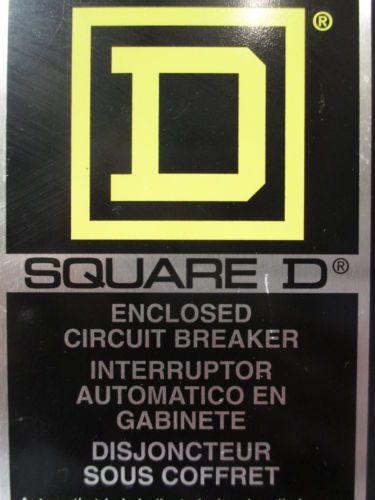 D®
SQUARE D®
ENCLOSED
CIRCUIT BREAKER
INTERRUPTOR
AUTOMATICO EN
GABINETE
DISJONCTEUR
SOUS COFFRET